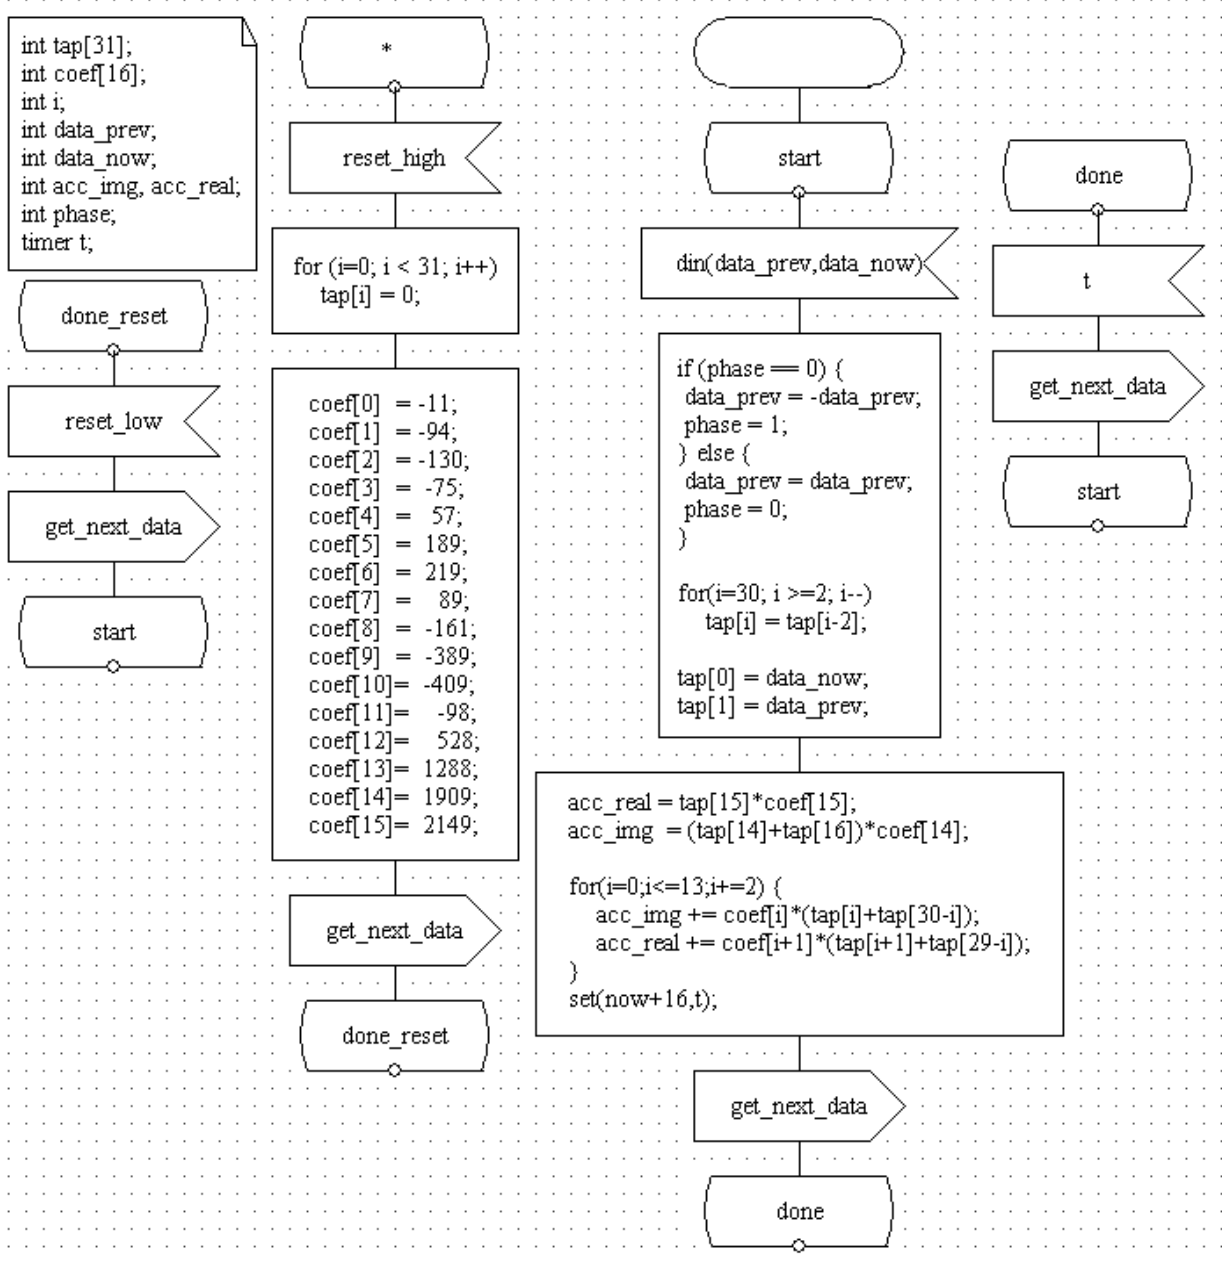 int tap[31];
int coef[16];
int i;
int data_prev;
int data_now;
int acc_img, acc_real;
int phase;
timer t;
done_reset
reset_low
get_next_data
start
*
reset_high
for (i=0; i < 31; i++)
tap[i] = 0;
coef[0] = -11;
coef[1] = -94;
coef[2] = -130;
coef[3] = -75;
coef[4] = 57;
coef[5] = 189;
coef[6] = 219;
coef[7] = 89;
coef[8] = -161;
coef[9] = -389;
coef[10]= -409;
coef[11]= -98;
coef[12]= 528;
coef[13]= 1288;
coef[14]= 1909;
coef[15]= 2149;
get_next_data
done_reset
start
din(data_prev,data_now)
if (phase == 0) {
data_prev = -data_prev;
phase = 1;
} else {
data_prev = data_prev;
phase = 0;
}
for(i=30; i >=2; i--)
tap[i] = tap[i-2];
tap[0] = data_now;
tap[1] = data_prev;
acc_real = tap[15]*coef[15];
acc_img = (tap[14]+tap[16])*coef[14];
for(i=0;i<=13;i+=2) {
acc_img += coef[i]*(tap[i]+tap[30-i]);
acc_real += coef[i+1]*(tap[i+1]+tap[29-i]);
}
set(now+16,t);
get_next_data
done
done
t
get_next_data
start